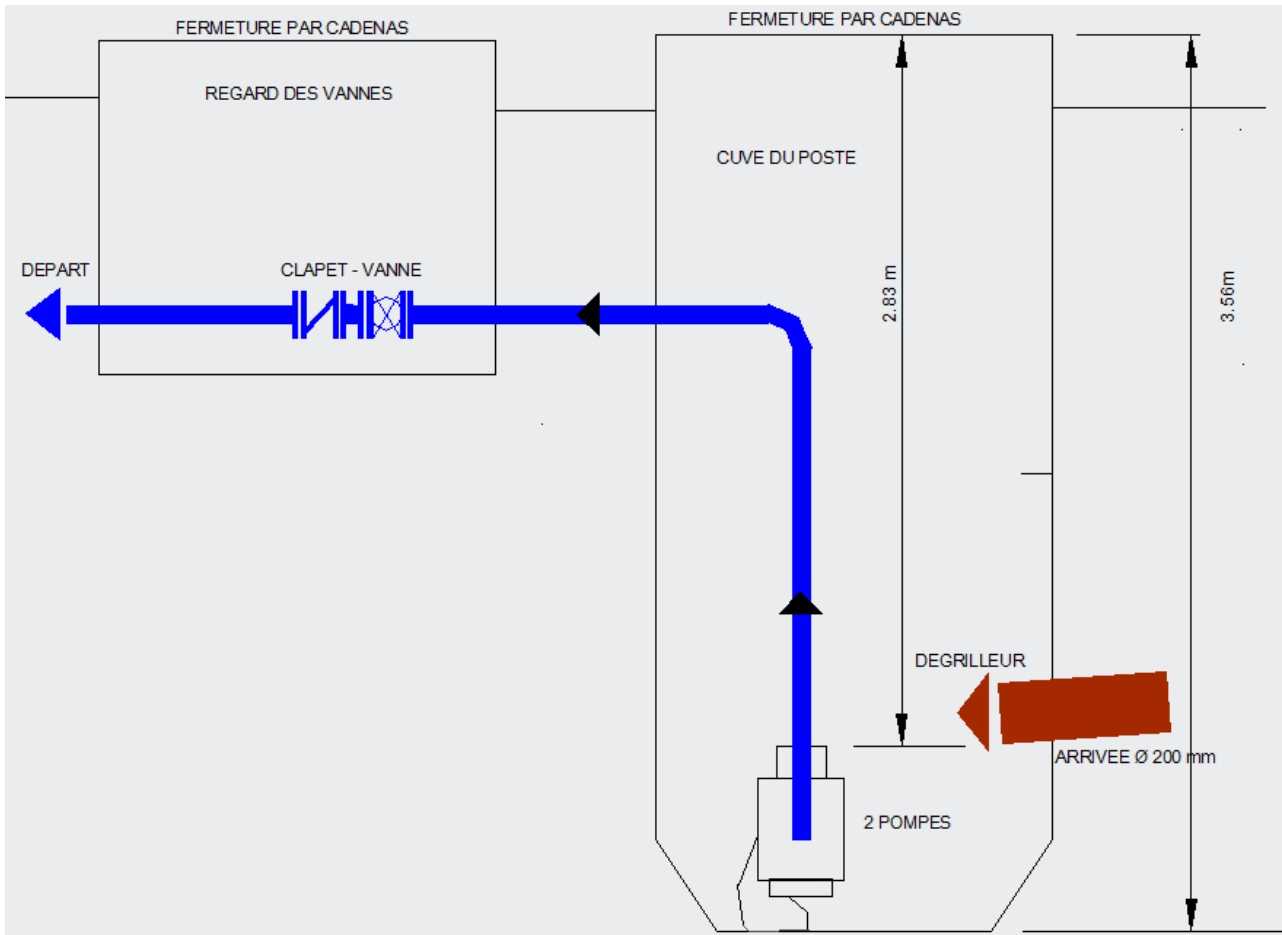 FERMETURE PAR CADENAS
FERMETURE PAR CADENAS
REGARD DES VANNES
CUVE DU POSTE
DEPART
CLAPET - VANNE
2.83 m
3.56m
DEGRILLEUR
ARRIVEE Ø 200 mm
2 POMPES